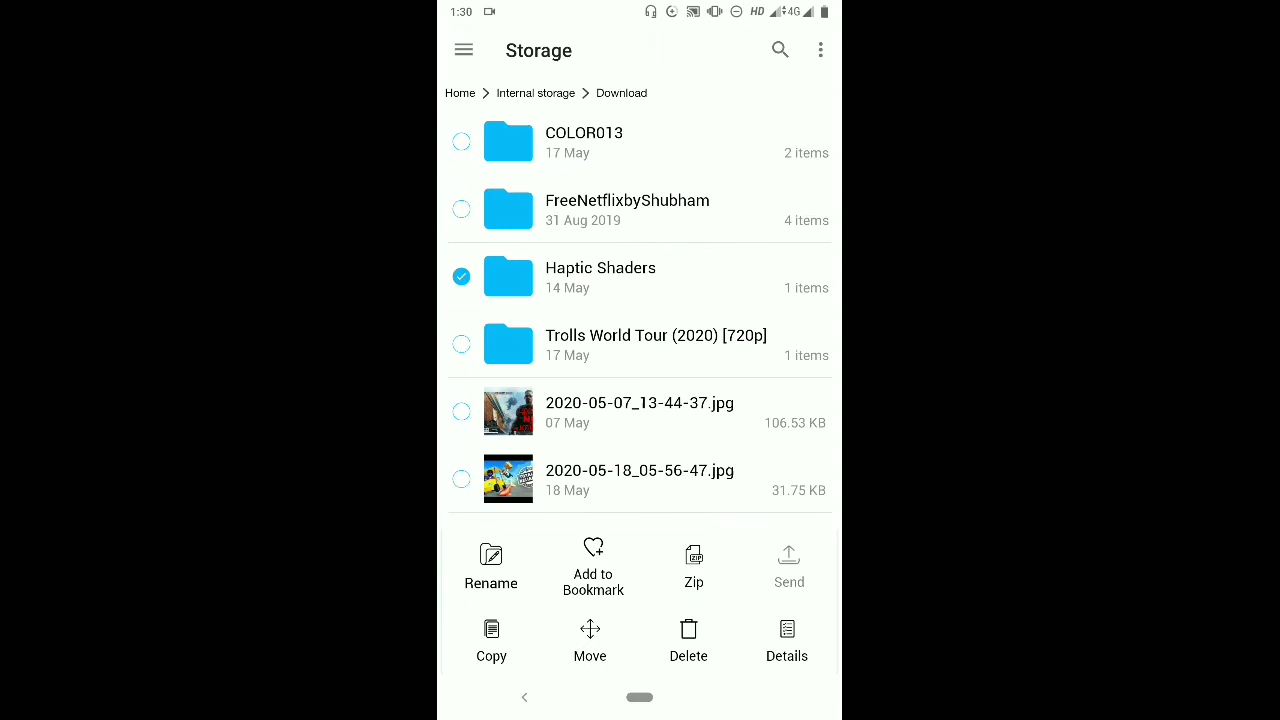 1:30
HD 4G
Storage
Home > Internal storage > Download
COLOR013
17 May 2 items
FreeNetflixbyShubham
31 Aug 2019 4 items
Haptic Shaders
14 May 1 items
Trolls World Tour (2020) [720p]
17 May 1 items
2020-05-07_13-44-37.jpg
07 May 106.53 KB
2020-05-18_05-56-47.jpg
18 May 31.75 KB
Rename
Add to
Bookmark
Zip
Send
Copy
Move
Delete
Details